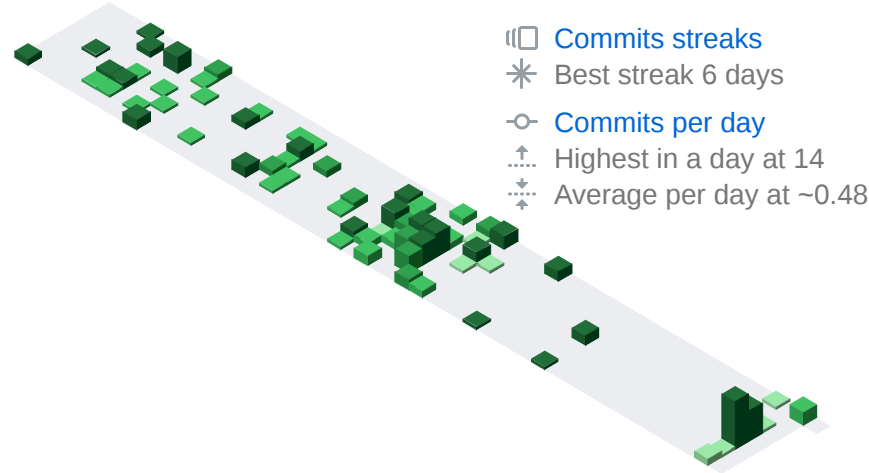 Commits streaks
Best streak 6 days
Commits per day
Highest in a day at 14
Average per day at ~0.48